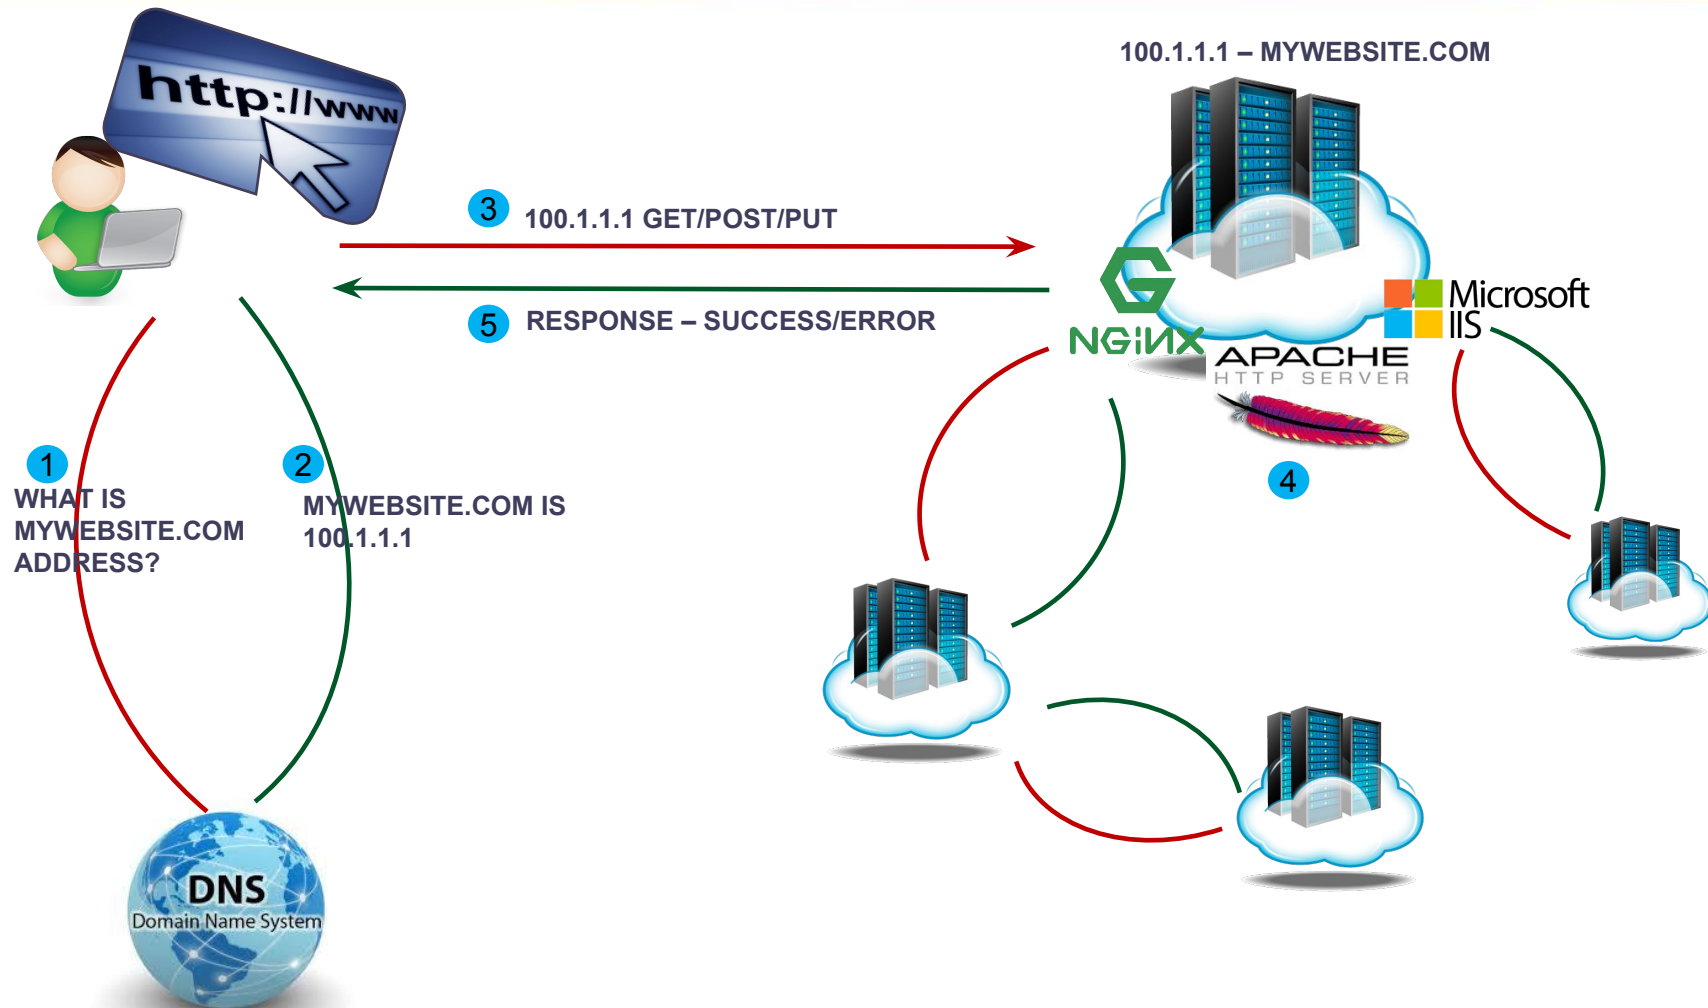 http://www
100.1.1.1 – MYWEBSITE.COM
3
100.1.1.1 GET/POST/PUT
5
RESPONSE – SUCCESS/ERROR
G
NGiNX
Microsoft
IIS
APACHE
HTTP SERVER
4
1
WHAT IS
MYWEBSITE.COM
ADDRESS?
2
MYWEBSITE.COM IS
100.1.1.1
DNS
Domain Name System